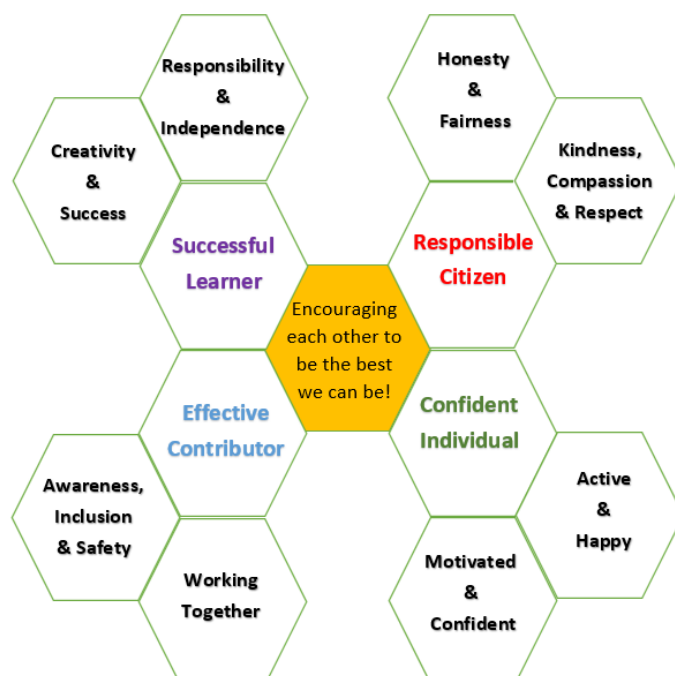 Responsibility
&
Independence
Honesty
&
Fairness
Creativity
&
Success
Kindness,
Compassion
& Respect
Successful
Learner
Responsible
Citizen
Encouraging
each other to
be the best
we can be!
Effective
Contributor
Confident
Individual
Awareness,
Inclusion
& Safety
Active
&
Happy
Working
Together
Motivated
&
Confident